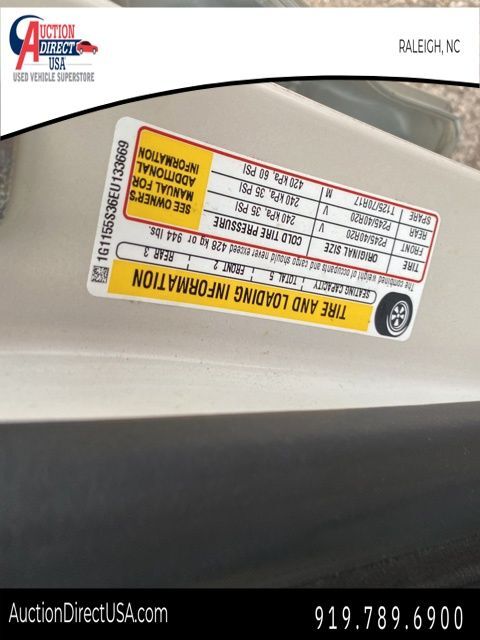 AUCTION
DIRECT
USA
USED VEHICLE SUPERSTORE
RALEIGH, NC
TIRE AND LOADING INFORMATION
SEATING CAPACITY TOTAL 5 FRONT 2 REAR 3
The combined weight of occupants and cargo should never exceed 428 kg or 944 lbs.
TIRE ORIGINAL SIZE COLD TIRE PRESSURE
FRONT P245/40R20 V 240 kPa, 35 PSI
REAR P245/40R20 V 240 kPa, 35 PSI
SPARE T125/70R17 M 420 kPa, 60 PSI
SEE OWNER'S
MANUAL FOR
ADDITIONAL
INFORMATION
1G1155S36EU133669
AuctionDirectUSA.com
919.789.6900